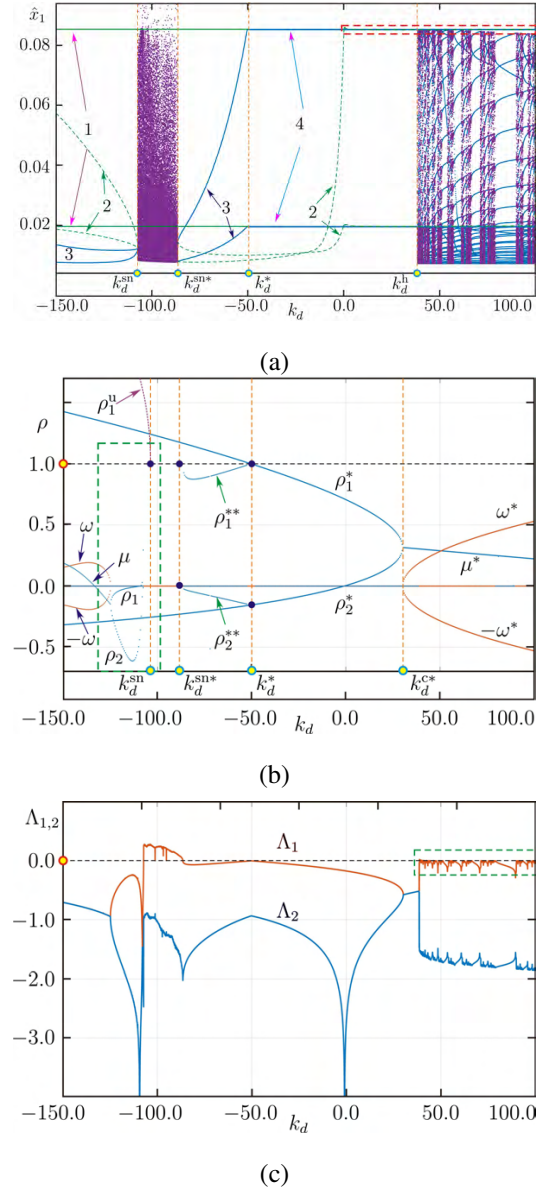 x̂₁
0.08
0.06
0.04
0.02
1
2
3
3
4
2
k_d^sn
k_d^sn*
k_d^*
k_d^h
−150.0
−100.0
−50.0
0.0
50.0
k_d
(a)
ρ
1.0
0.5
0.0
−0.5
ρ₁^u
ρ₁^**
ρ₁^*
ω
μ
ρ₁
−ω
ρ₂
ρ₂^**
ρ₂^*
ω*
μ*
−ω*
k_d^sn
k_d^sn*
k_d^*
k_d^c*
-150.0
-100.0
-50.0
0.0
50.0
100.0
k_d
(b)
Λ₁,₂
0.0
-1.0
-2.0
-3.0
Λ₁
Λ₂
-150.0
-100.0
-50.0
0.0
50.0
100.0
k_d
(c)